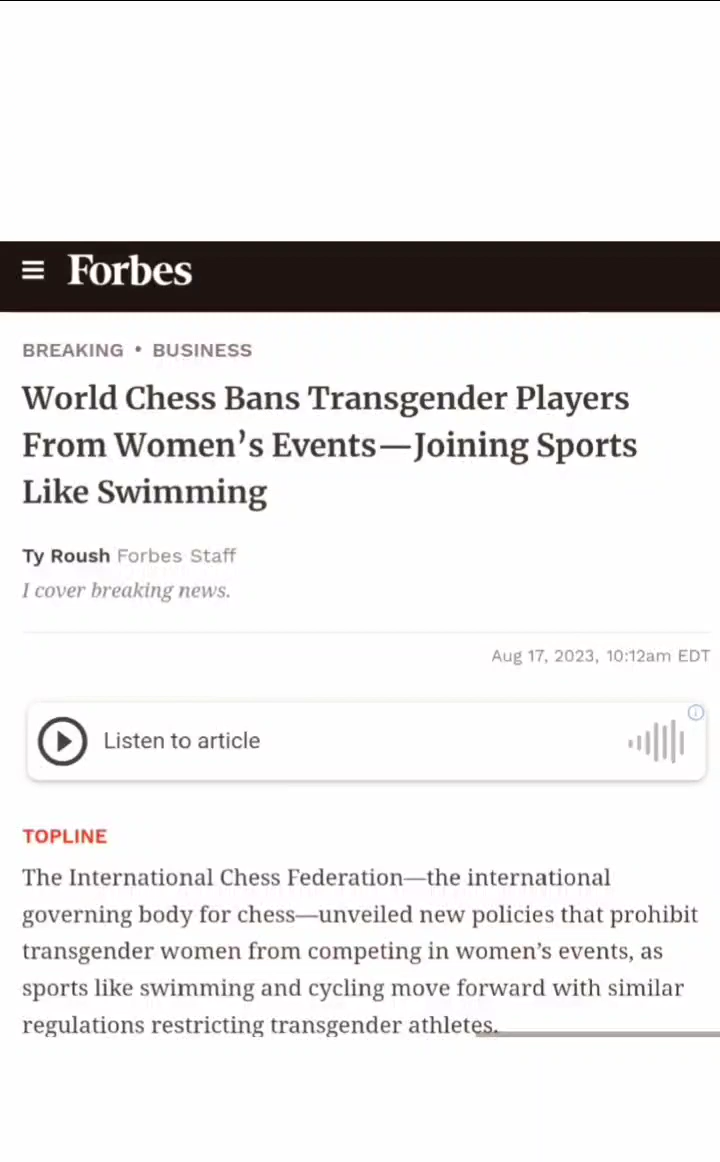 Forbes
BREAKING • BUSINESS
World Chess Bans Transgender Players
From Women’s Events—Joining Sports
Like Swimming
Ty Roush Forbes Staff
I cover breaking news.
Aug 17, 2023, 10:12am EDT
Listen to article
TOPLINE
The International Chess Federation—the international
governing body for chess—unveiled new policies that prohibit
transgender women from competing in women’s events, as
sports like swimming and cycling move forward with similar
regulations restricting transgender athletes.